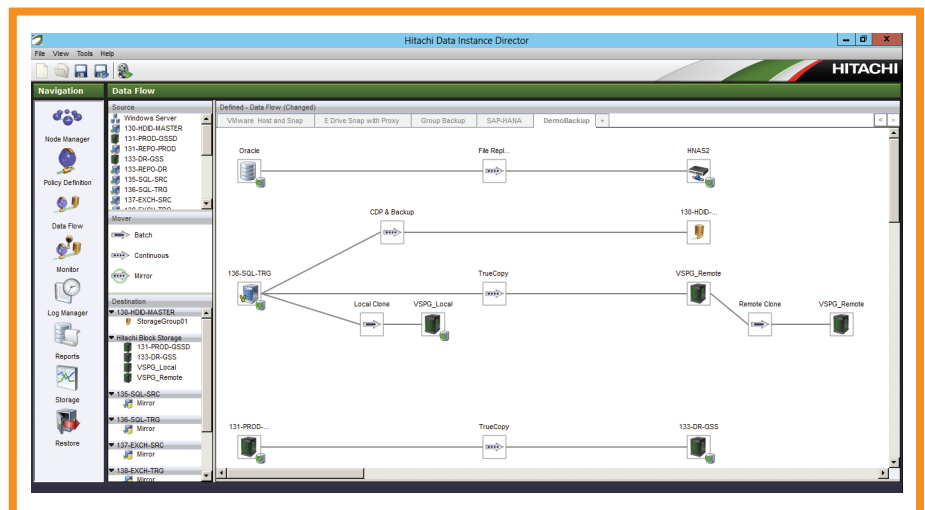 Hitachi Data Instance Director
File View Tools Help
HITACHI
Navigation
Data Flow
Node Manager
Policy Definition
Data Flow
Monitor
Log Manager
Reports
Storage
Restore
Source
Windows Server
130-HDID-MASTER
131-PROD-GSSD
131-REPO-PROD
133-DR-GSS
133-REPO-DR
135-SQL-SRC
136-SQL-TRG
137-EXCH-SRC
138-EXCH-TRG
Mover
Batch
Continuous
Mirror
Destination
130-HDID-MASTER
StorageGroup01
Hitachi Block Storage
131-PROD-GSSD
133-DR-GSS
VSPG_Local
VSPG_Remote
135-SQL-SRC
Mirror
136-SQL-TRG
Mirror
137-EXCH-SRC
Mirror
138-EXCH-TRG
Mirror
Defined - Data Flow (Changed)
VMware Host and Snap
E Drive Snap with Proxy
Group Backup
SAP-HANA
DemoBackup
+
Oracle
File Repl...
HNAS2
CDP & Backup
130-HDID-...
136-SQL-TRG
TrueCopy
VSPG_Remote
Local Clone
VSPG_Local
Remote Clone
VSPG_Remote
131-PROD-...
TrueCopy
133-DR-GSS